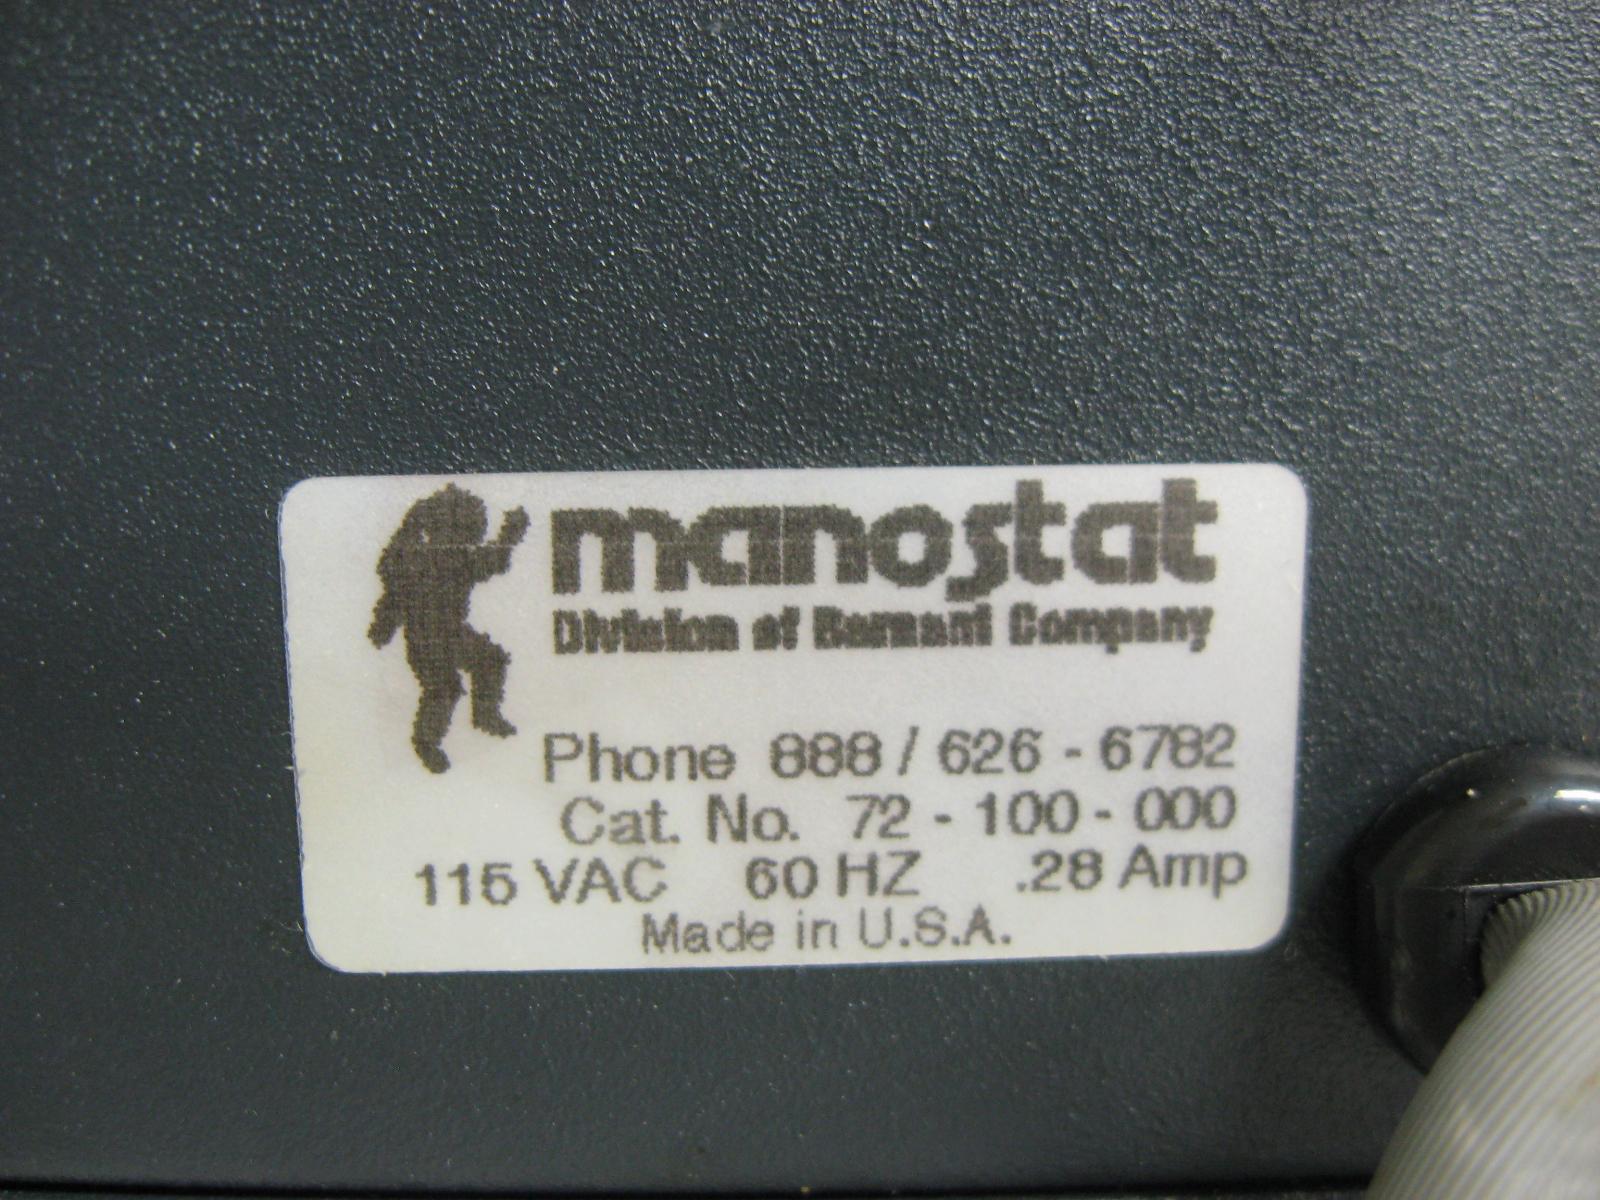 manostat
Division of Barnant Company
Phone 888 / 626 - 6782
Cat. No. 72 - 100 - 000
115 VAC 60 HZ .28 Amp
Made in U.S.A.